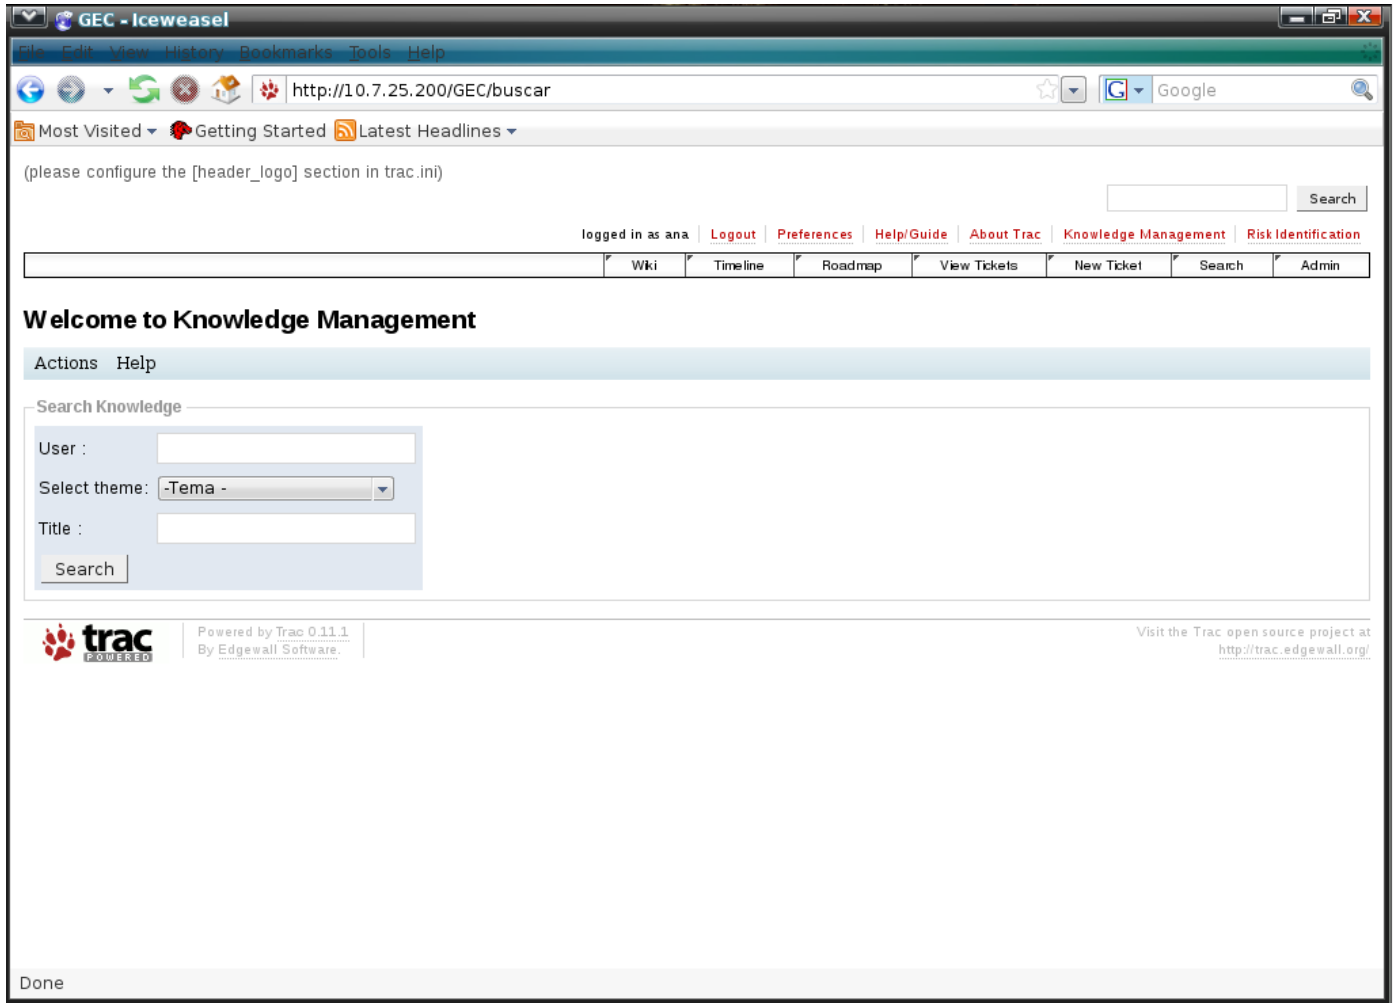 GEC - Iceweasel
File Edit View History Bookmarks Tools Help
http://10.7.25.200/GEC/buscar
G Google
Most Visited Getting Started Latest Headlines
(please configure the [header_logo] section in trac.ini)
Search
logged in as ana Logout Preferences Help/Guide About Trac Knowledge Management Risk Identification
Wiki Timeline Roadmap View Tickets New Ticket Search Admin
Welcome to Knowledge Management
Actions Help
Search Knowledge
User :
Select theme: -Tema -
Title :
Search
trac
POWERED
Powered by Trac 0.11.1
By Edgewall Software.
Visit the Trac open source project at
http://trac.edgewall.org/
Done